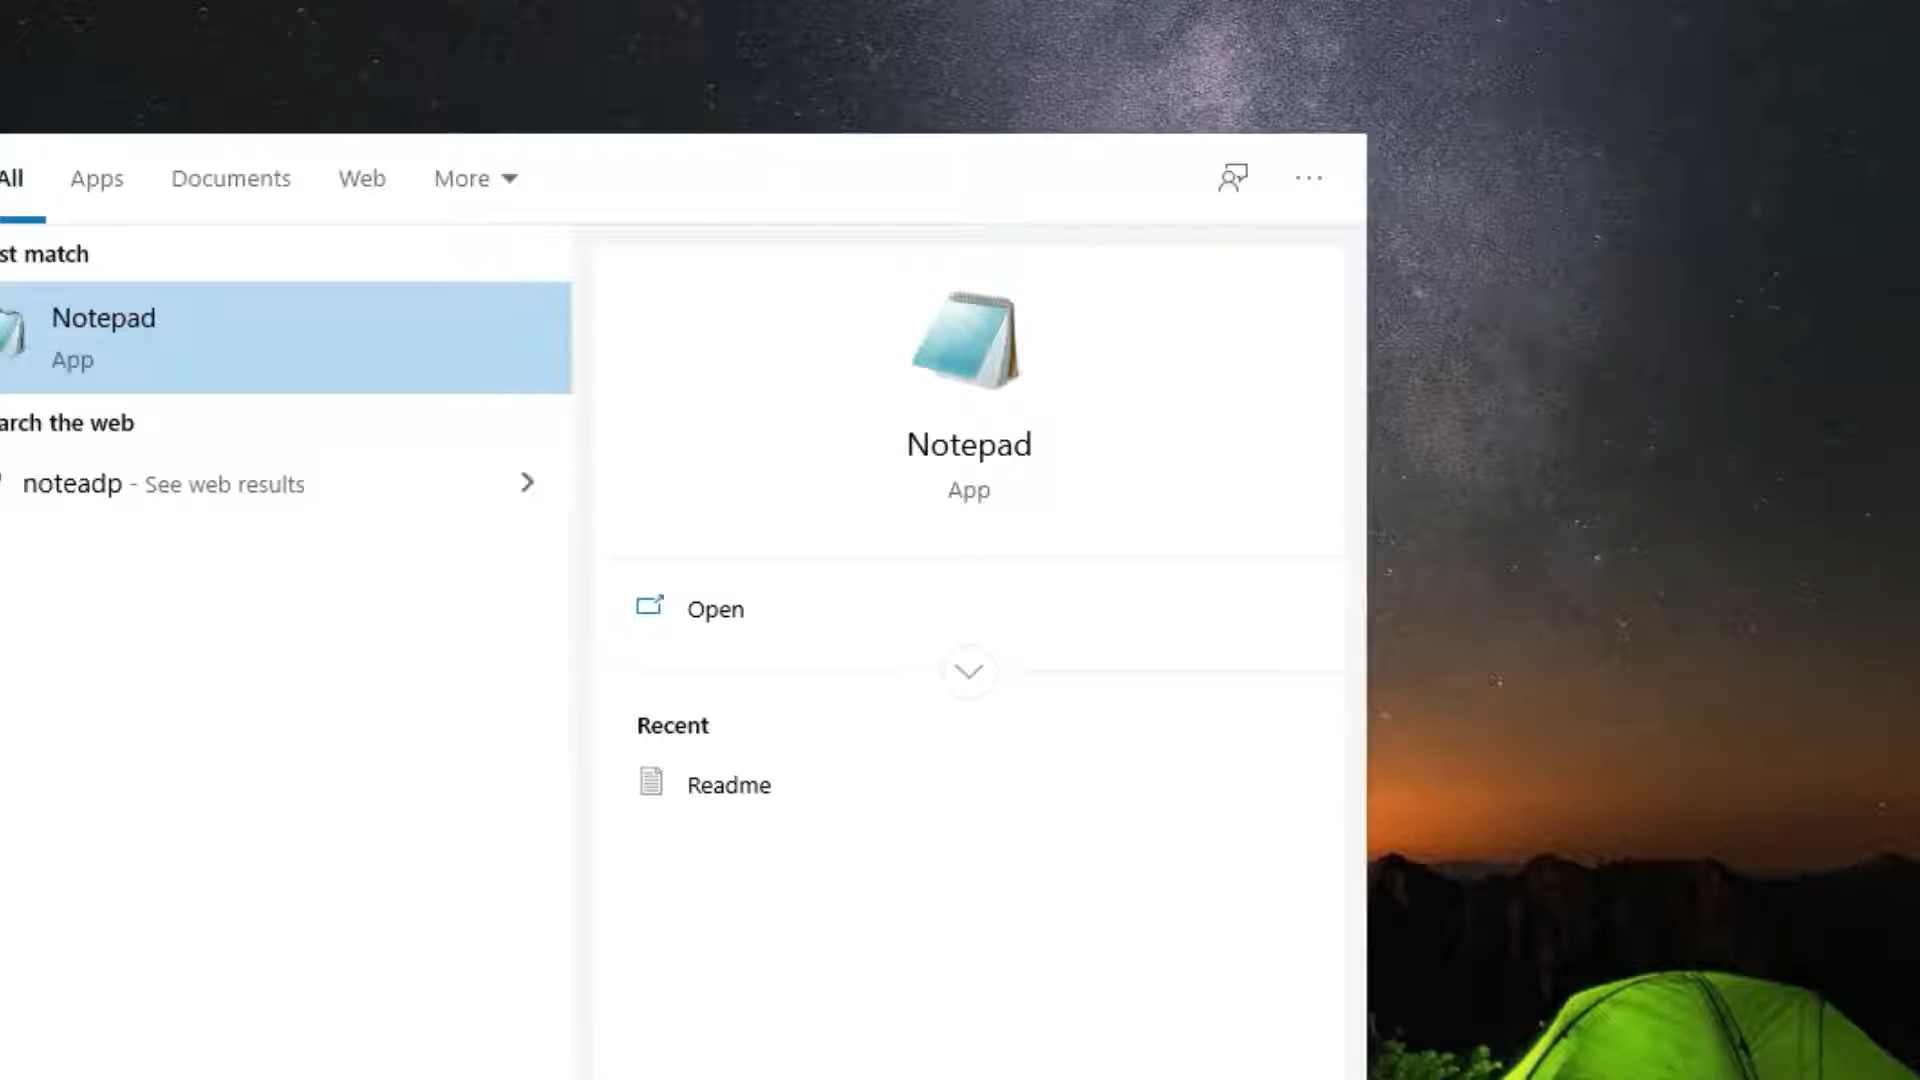 All Apps Documents Web More
st match
Notepad
App
arch the web
noteadp - See web results
Notepad
App
Open
Recent
Readme